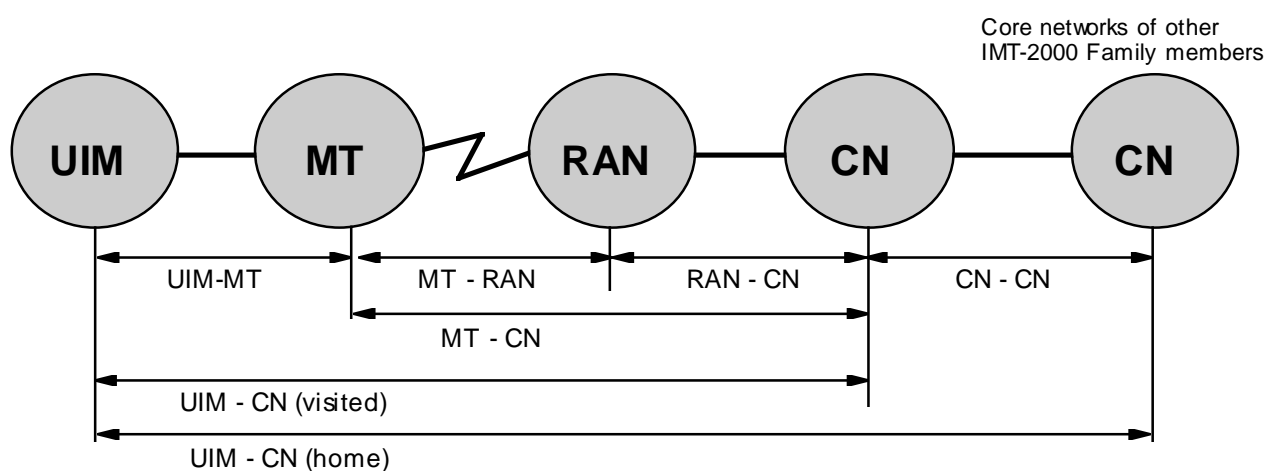 Core networks of other
IMT-2000 Family members
UIM
MT
RAN
CN
CN
UIM-MT
MT - RAN
RAN - CN
CN - CN
MT - CN
UIM - CN (visited)
UIM - CN (home)